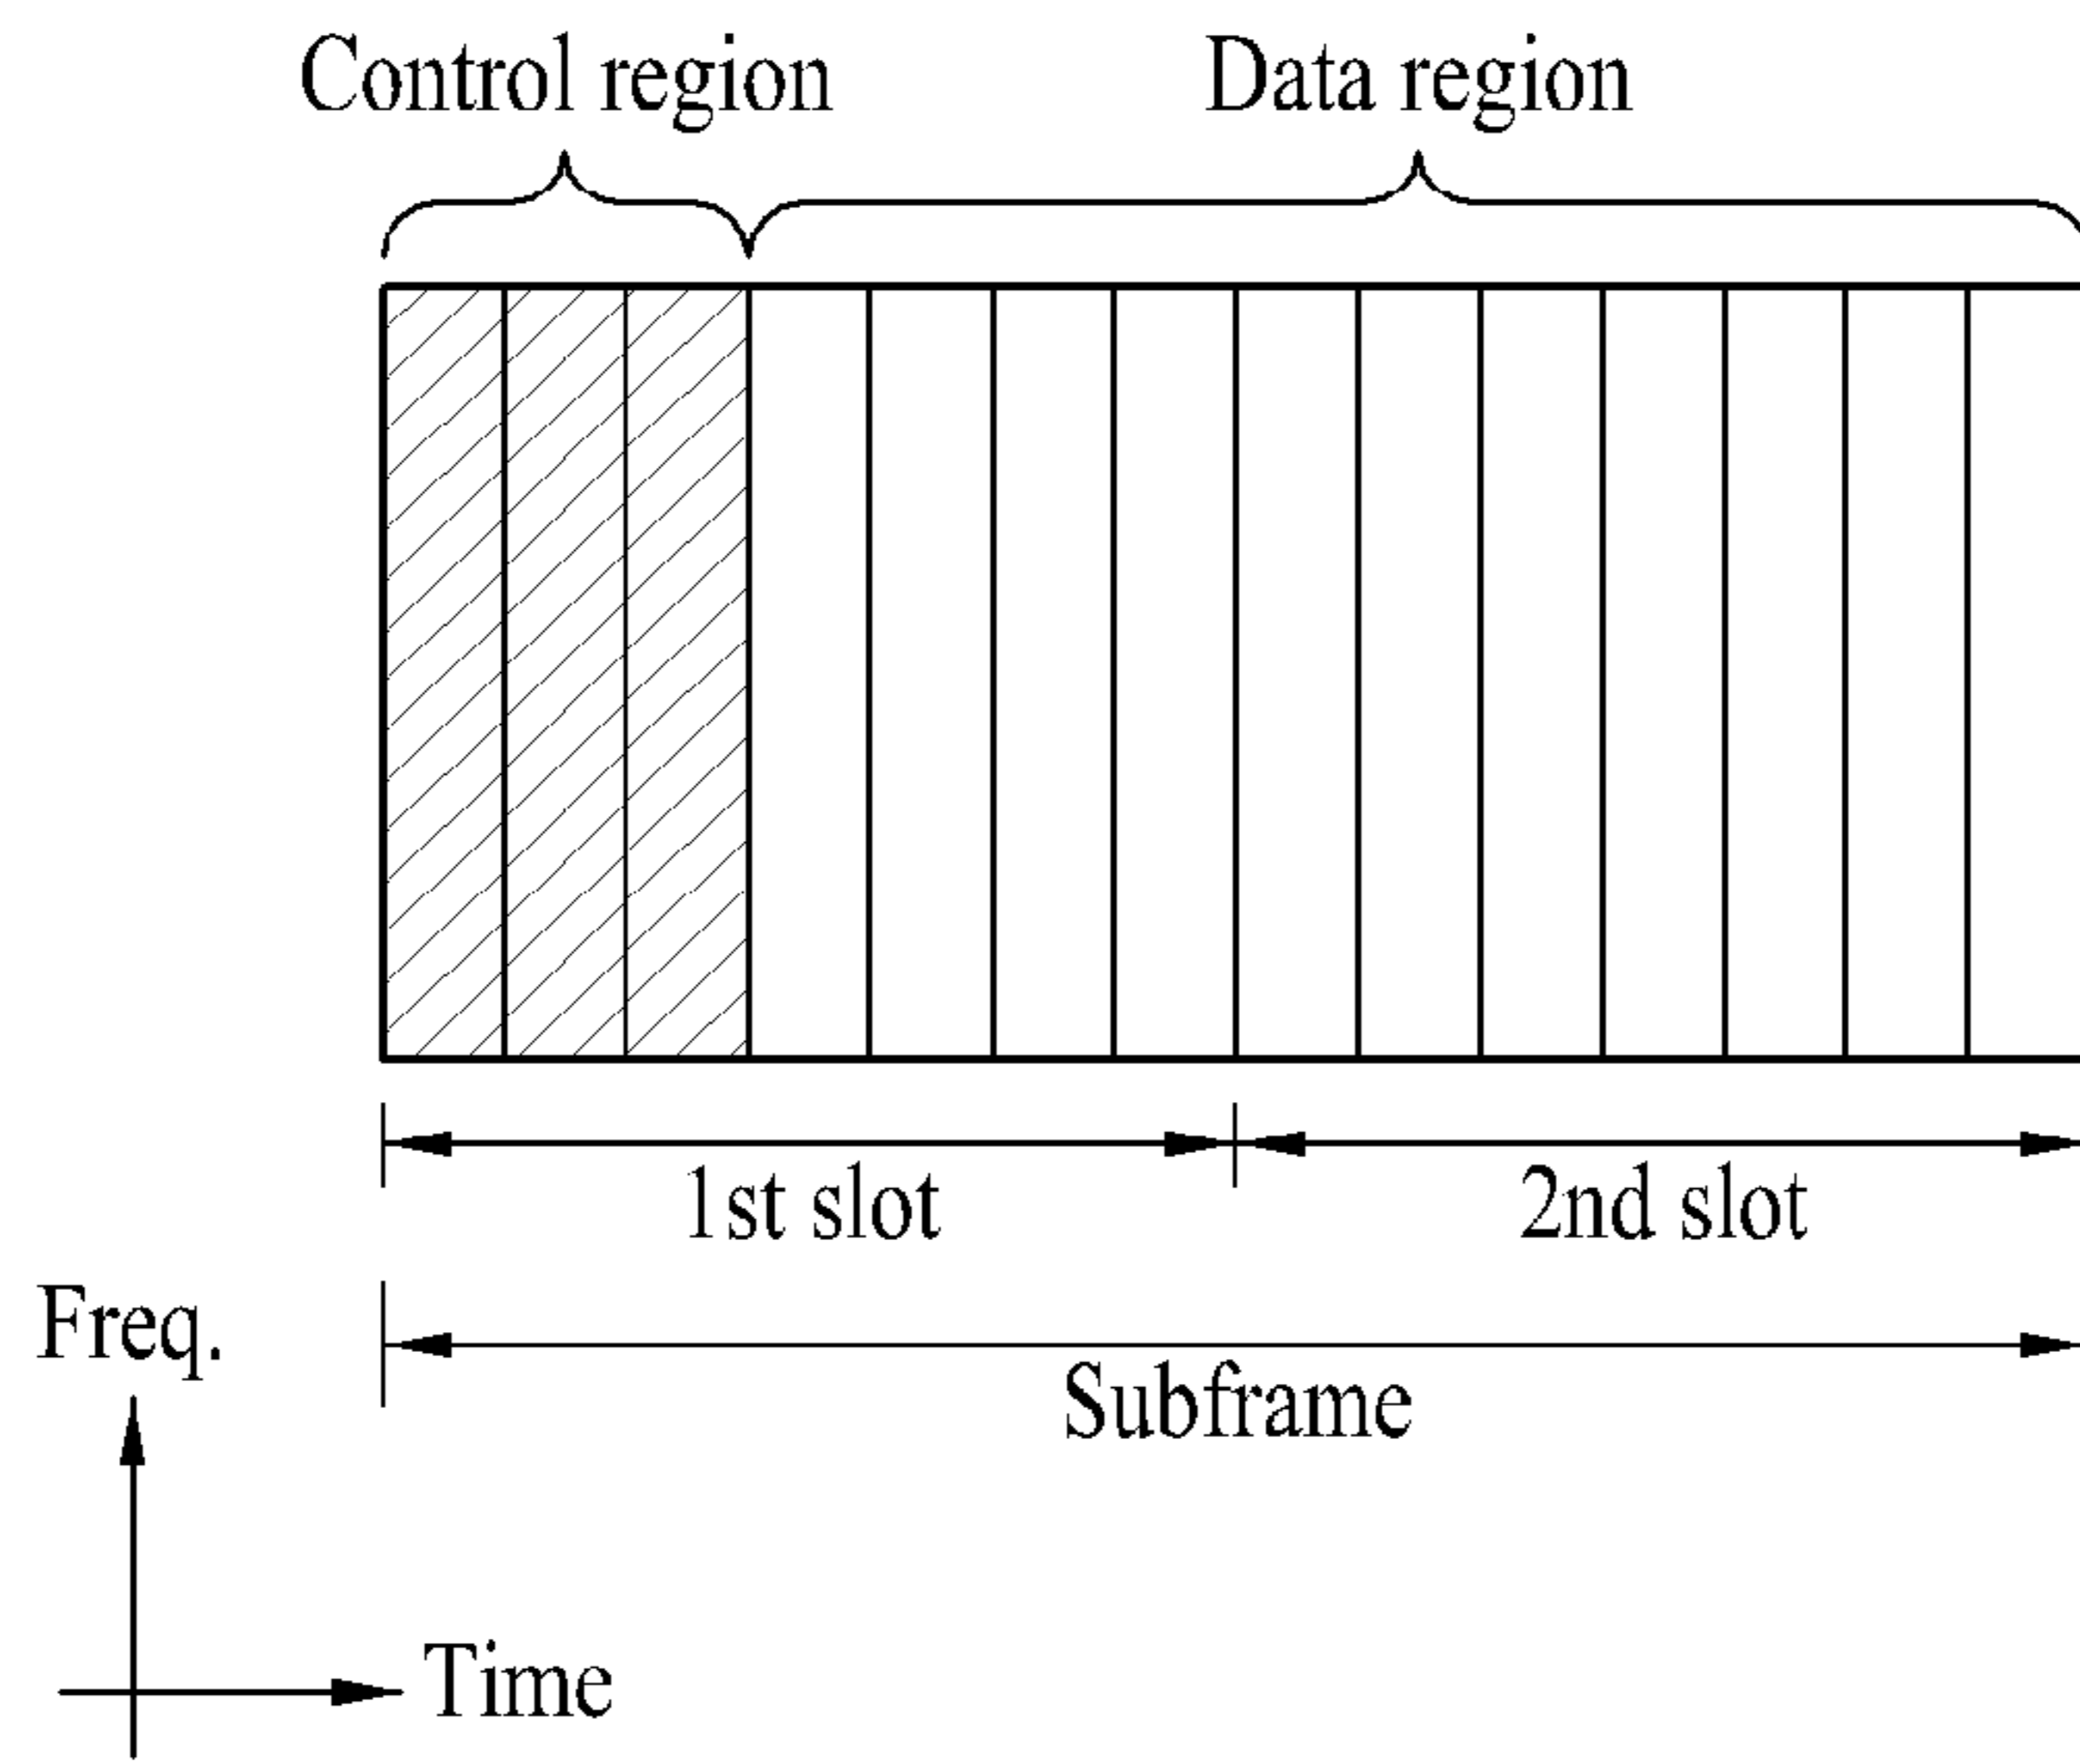 Control region
Data region
1st slot
2nd slot
Freq.
Subframe
Time